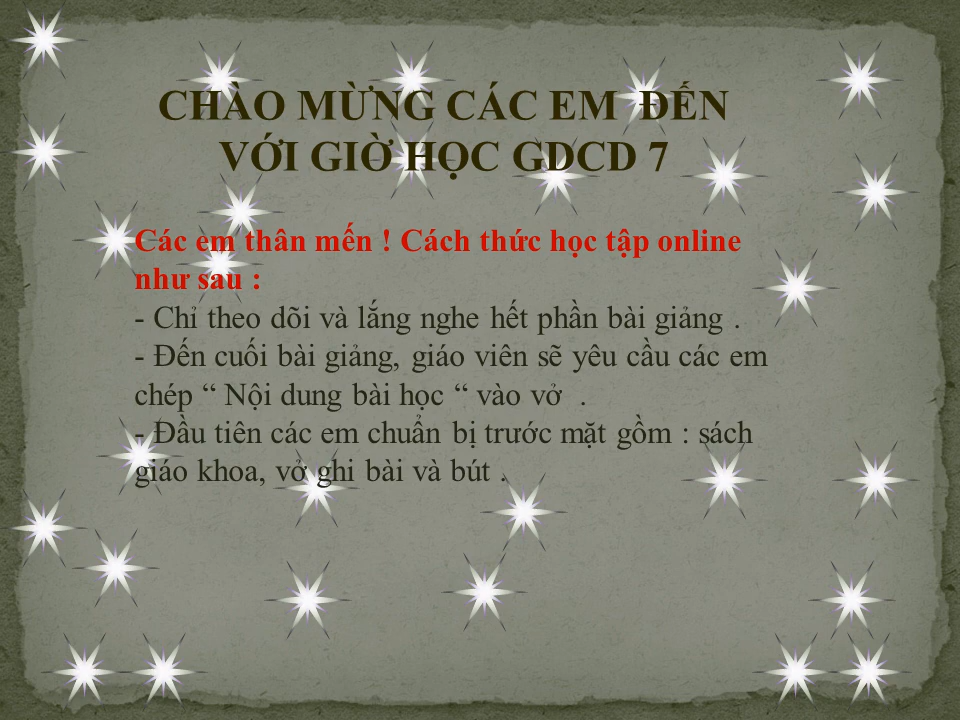 CHÀO MỪNG CÁC EM ĐẾN
VỚI GIỜ HỌC GDCD 7
Các em thân mến ! Cách thức học tập online
như sau :
- Chỉ theo dõi và lắng nghe hết phần bài giảng .
- Đến cuối bài giảng, giáo viên sẽ yêu cầu các em
chép “ Nội dung bài học “ vào vở .
- Đầu tiên các em chuẩn bị trước mặt gồm : sách
giáo khoa, vở ghi bài và bút .